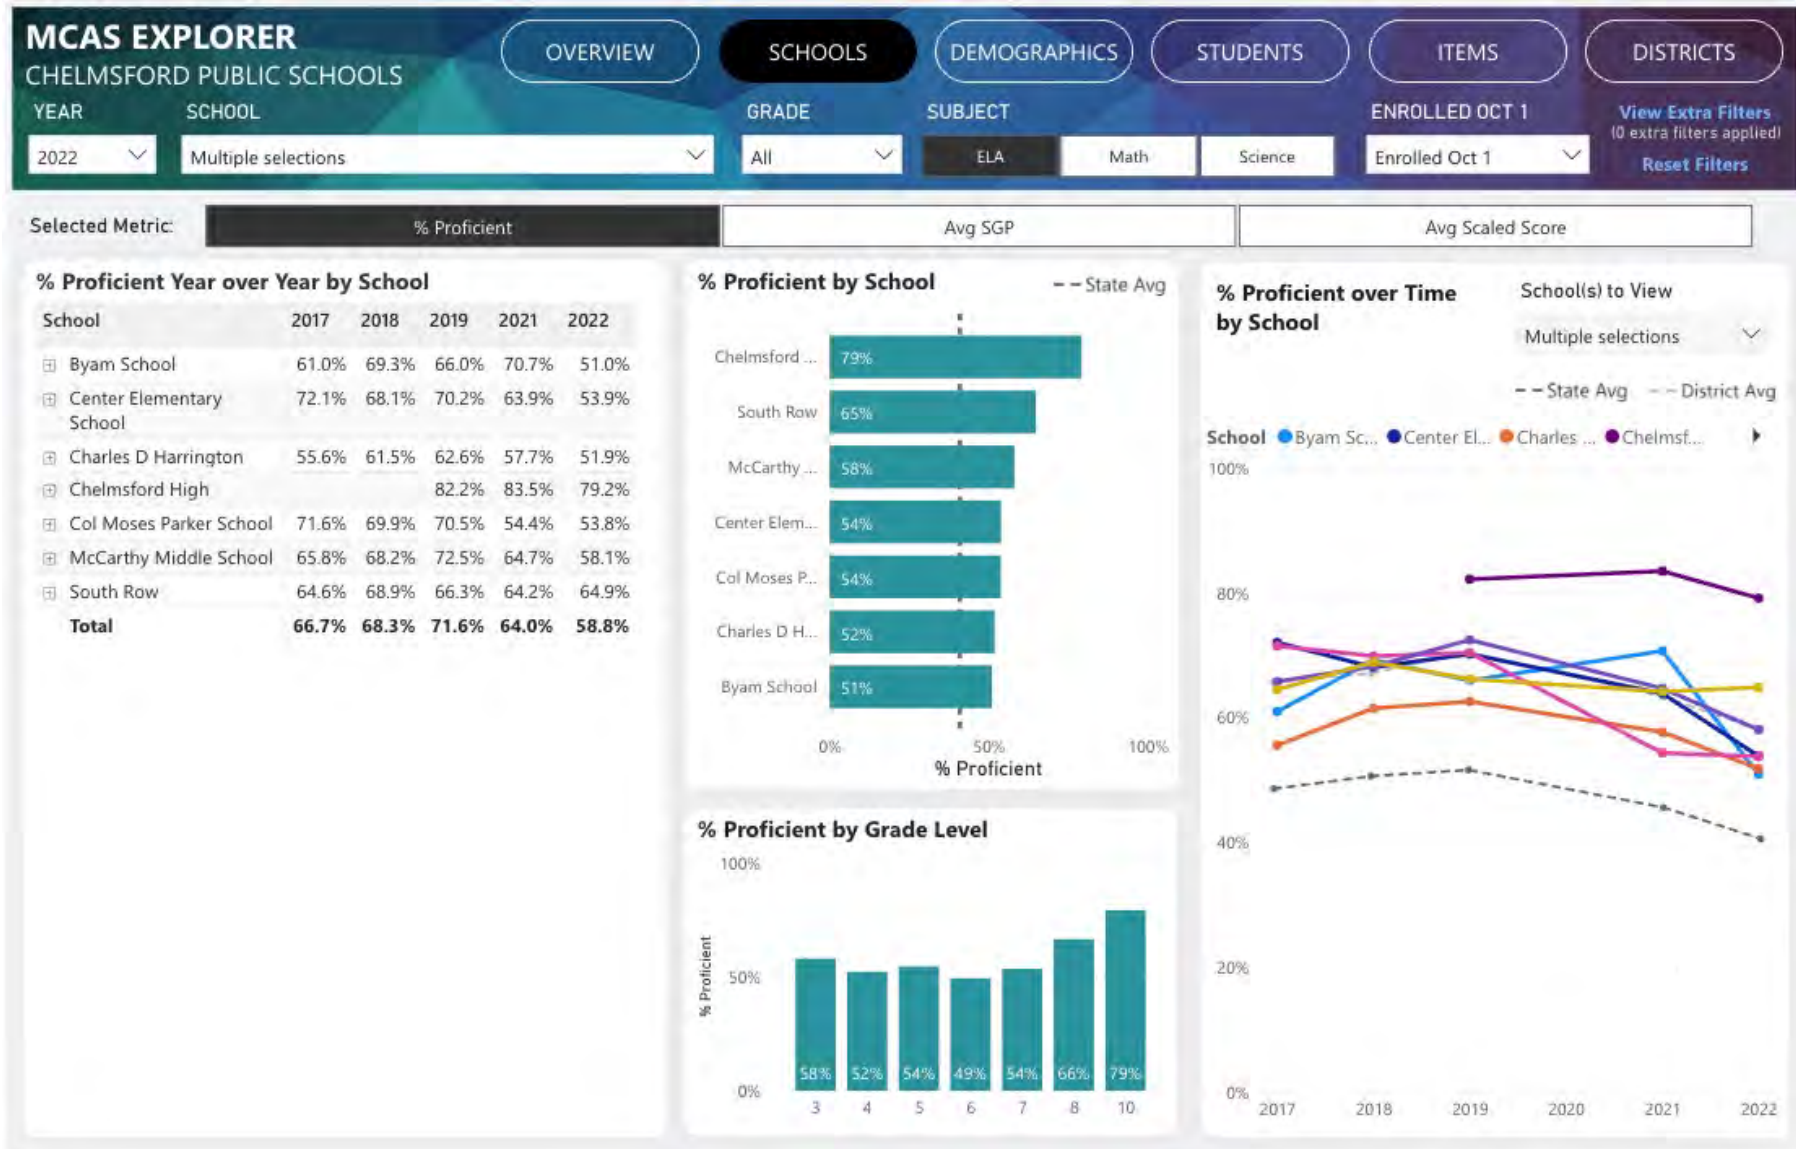 MCAS EXPLORER
CHELMSFORD PUBLIC SCHOOLS
OVERVIEW
SCHOOLS
DEMOGRAPHICS
STUDENTS
ITEMS
DISTRICTS
YEAR
SCHOOL
GRADE
SUBJECT
ENROLLED OCT 1
View Extra Filters
(0 extra filters applied)
Reset Filters
2022
Multiple selections
All
ELA
Math
Science
Enrolled Oct 1
Selected Metric:
% Proficient
Avg SGP
Avg Scaled Score
% Proficient Year over Year by School
School 2017 2018 2019 2021 2022
Byam School 61.0% 69.3% 66.0% 70.7% 51.0%
Center Elementary 72.1% 68.1% 70.2% 63.9% 53.9%
School
Charles D Harrington 55.6% 61.5% 62.6% 57.7% 51.9%
Chelmsford High 82.2% 83.5% 79.2%
Col Moses Parker School 71.6% 69.9% 70.5% 54.4% 53.8%
McCarthy Middle School 65.8% 68.2% 72.5% 64.7% 58.1%
South Row 64.6% 68.9% 66.3% 64.2% 64.9%
Total 66.7% 68.3% 71.6% 64.0% 58.8%
% Proficient by School
State Avg
Chelmsford ... 79%
South Row 65%
McCarthy ... 58%
Center Elem... 54%
Col Moses P... 54%
Charles D H... 52%
Byam School 51%
0% 50% 100%
% Proficient
% Proficient by Grade Level
100%
50%
0%
% Proficient
58% 52% 54% 49% 54% 66% 79%
3 4 5 6 7 8 10
% Proficient over Time
by School
School(s) to View
Multiple selections
State Avg District Avg
School Byam Sc... Center El... Charles ... Chelmsf...
100%
80%
60%
40%
20%
0%
2017 2018 2019 2020 2021 2022